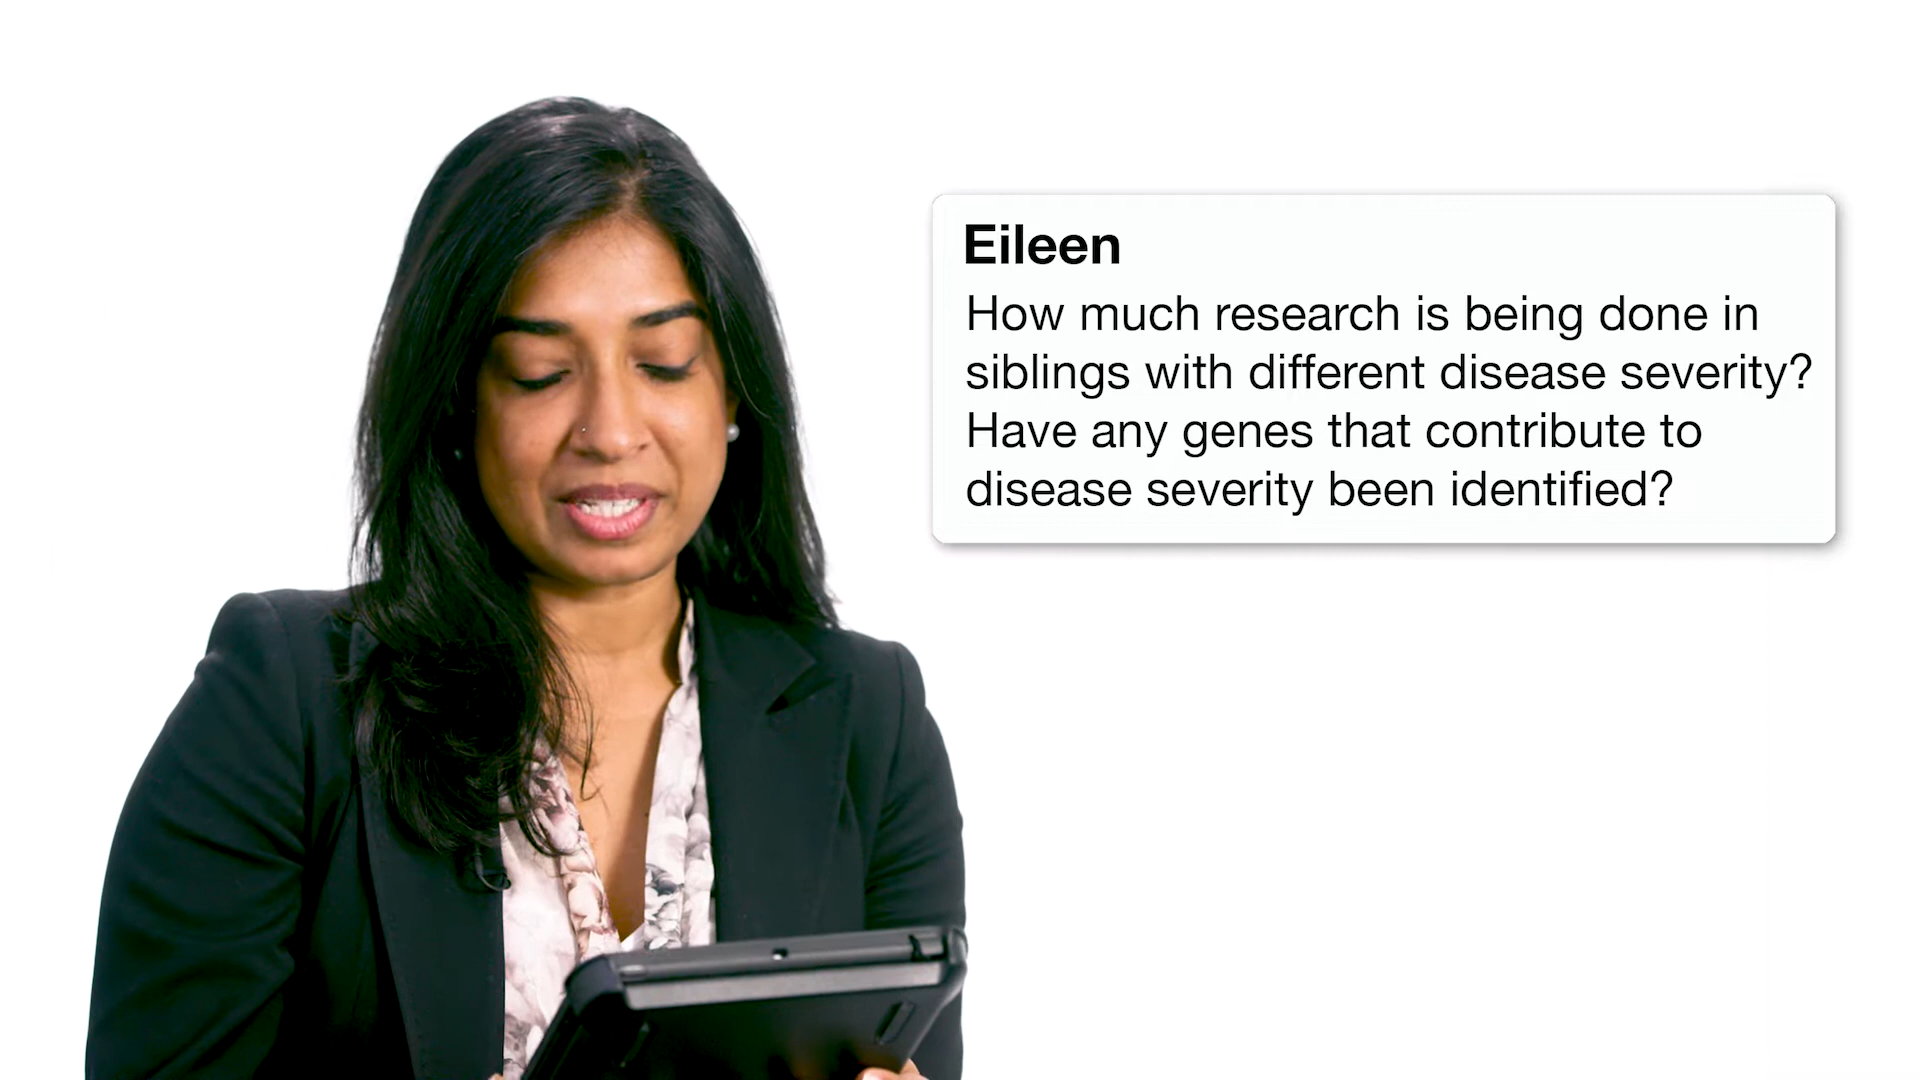 Eileen
How much research is being done in
siblings with different disease severity?
Have any genes that contribute to
disease severity been identified?